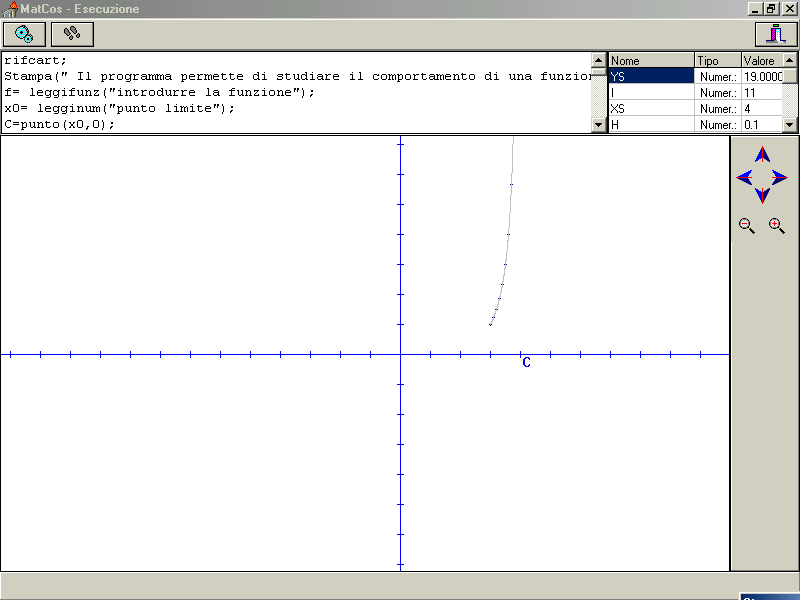 MatCos - Esecuzione
rifcart;
Stampa(" Il programma permette di studiare il comportamento di una funzion
f= leggifunz("introdurre la funzione");
x0= legginum("punto limite");
C=punto(x0,0);
Nome Tipo Valore
YS Numer.: 19.0000
I Numer.: 11
XS Numer.: 4
H Numer.: 0.1
C